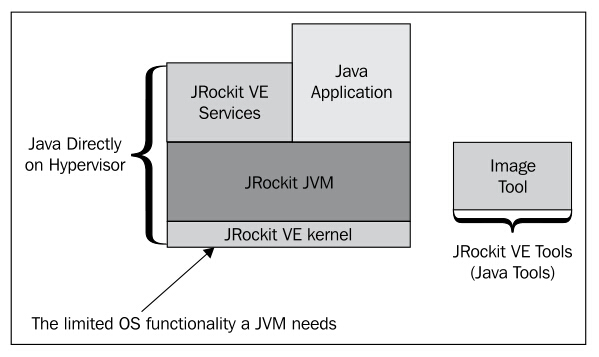 JRockit VE
Services
Java
Application
Java Directly
on Hypervisor
JRockit JVM
Image
Tool
JRockit VE kernel
JRockit VE Tools
(Java Tools)
The limited OS functionality a JVM needs